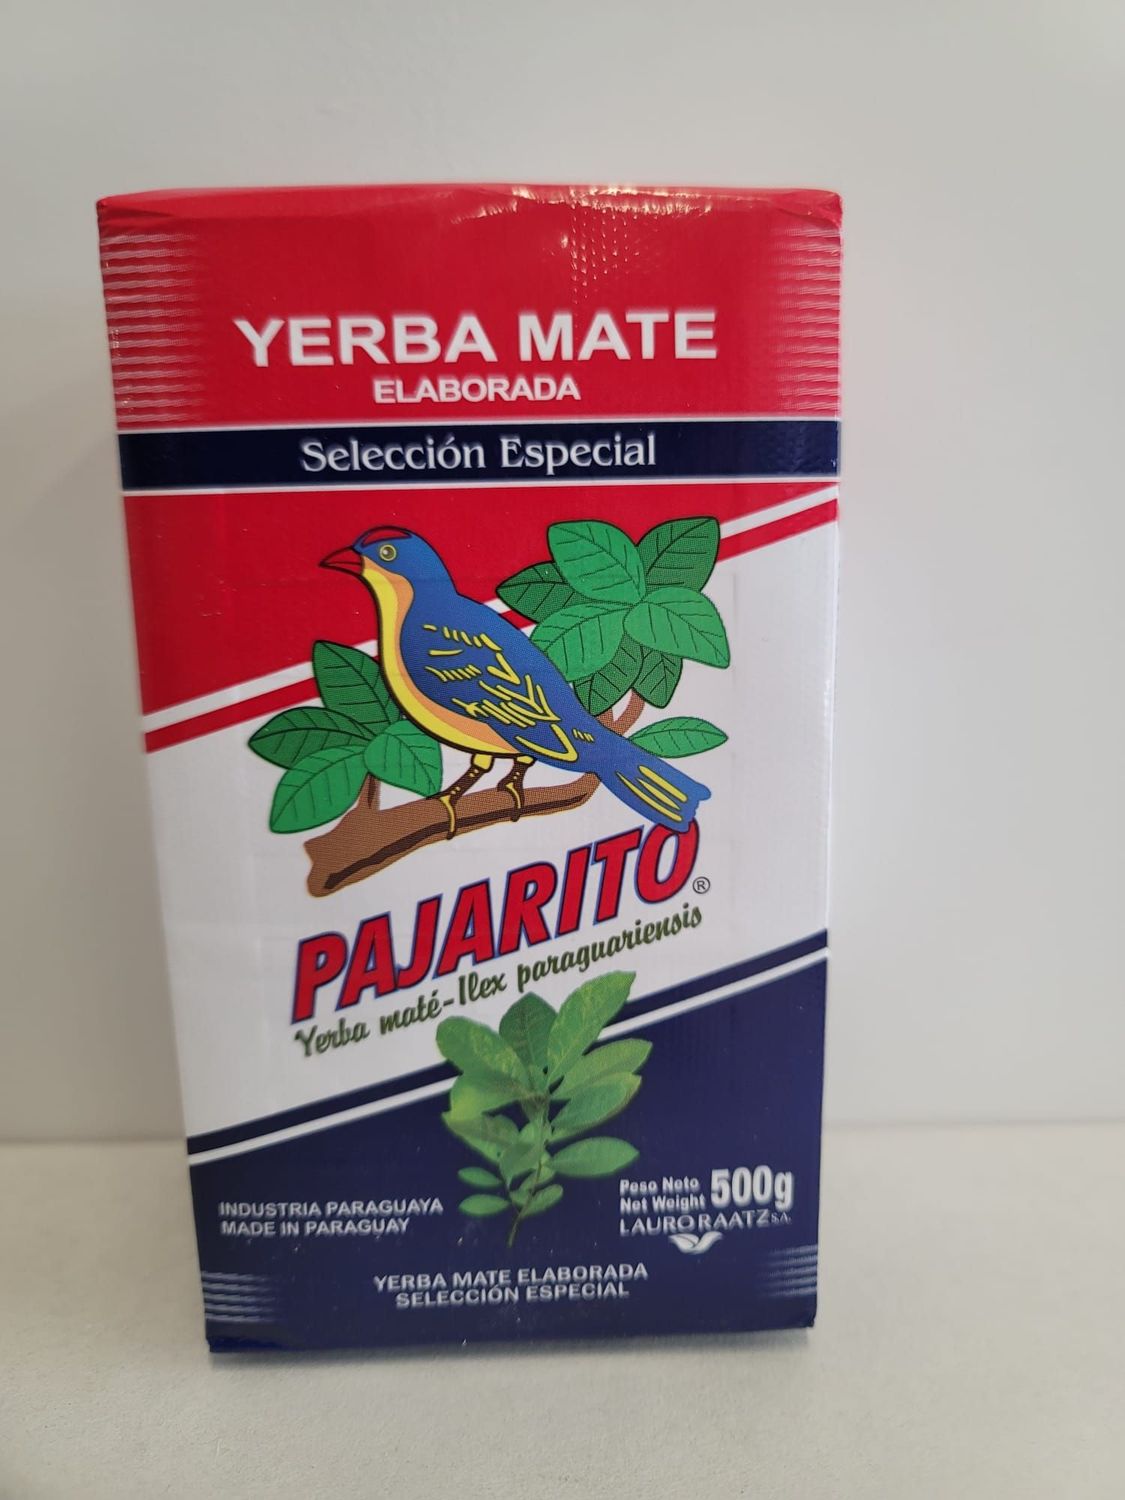 YERBA MATE
ELABORADA
Selección Especial
PAJARITO®
Yerba maté-Ilex paraguariensis
INDUSTRIA PARAGUAYA
MADE IN PARAGUAY
Peso Neto
Net Weight 500g
LAURO RAATZ S.A.
YERBA MATE ELABORADA
SELECCIÓN ESPECIAL